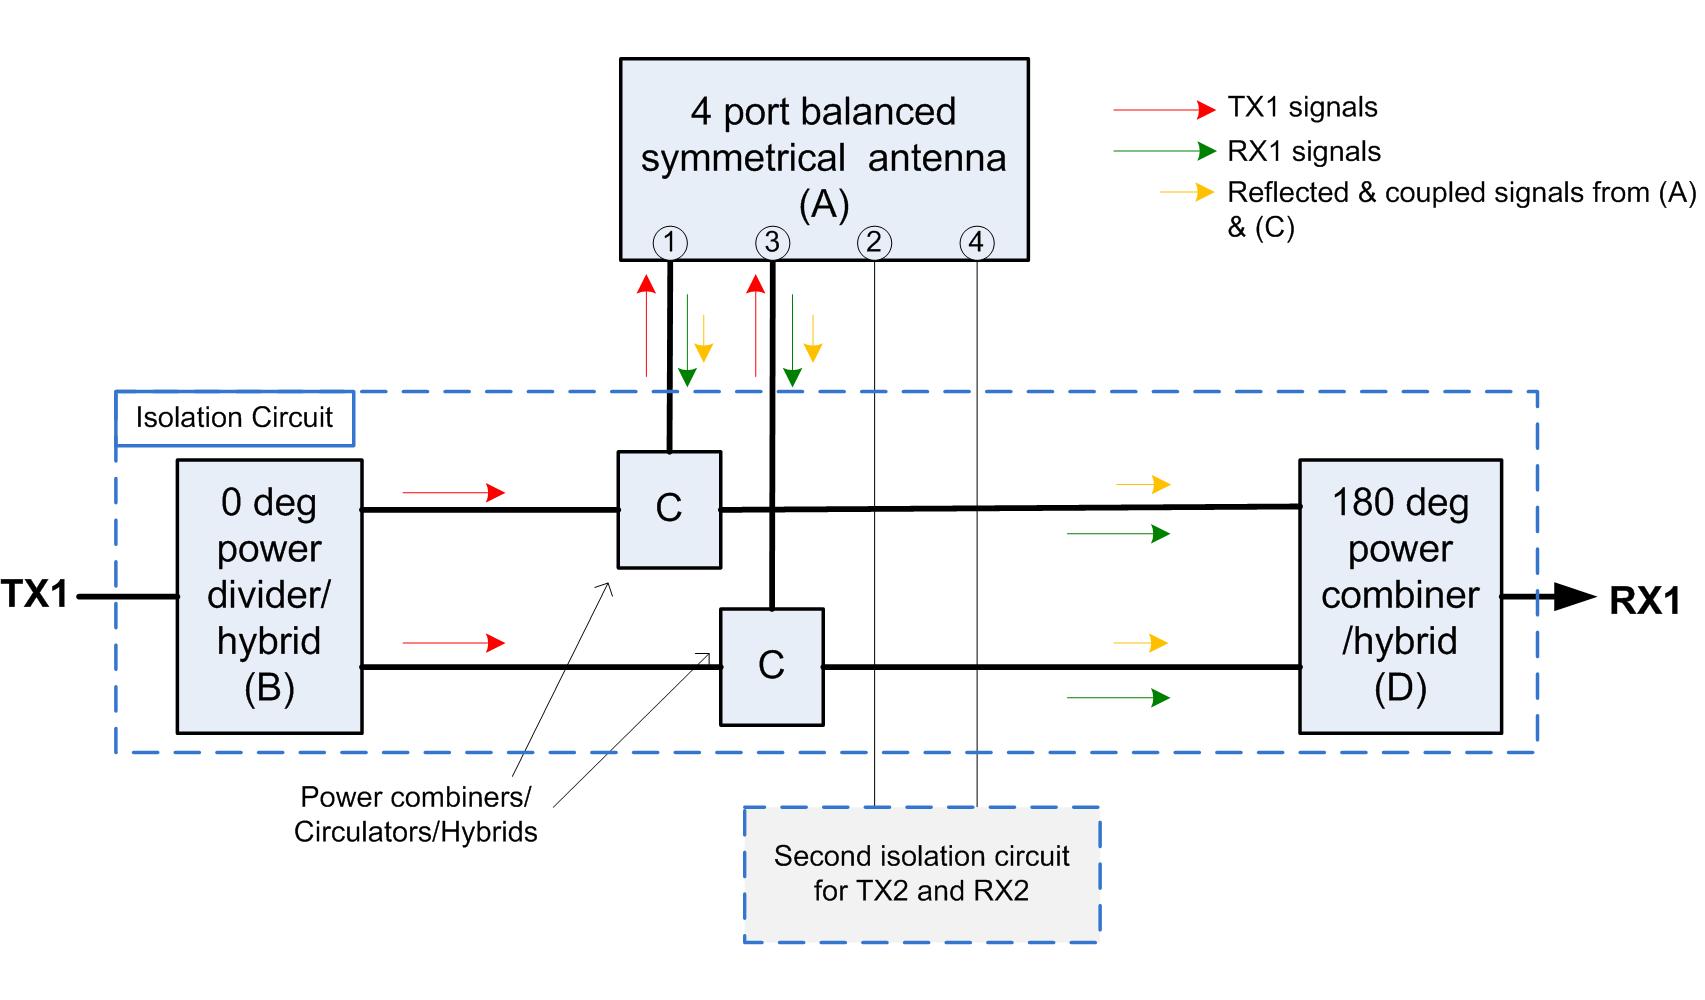 4 port balanced
symmetrical antenna
(A)
1
3
2
4
TX1 signals
RX1 signals
Reflected & coupled signals from (A)
& (C)
Isolation Circuit
0 deg
power
divider/
hybrid
(B)
C
C
180 deg
power
combiner
/hybrid
(D)
TX1
RX1
Power combiners/
Circulators/Hybrids
Second isolation circuit
for TX2 and RX2